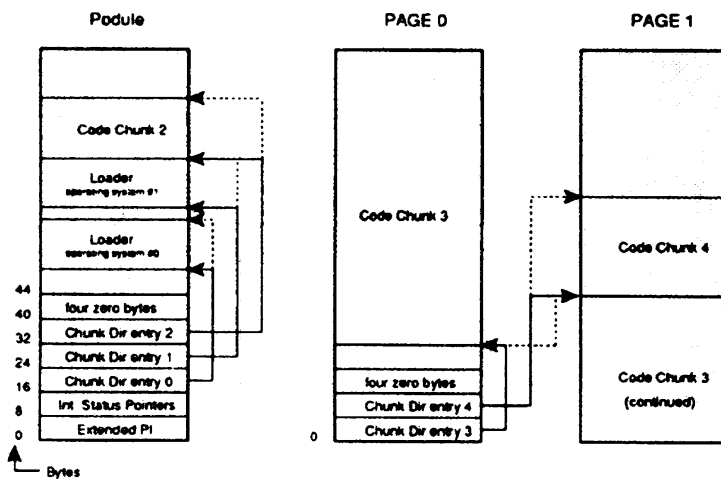 Podule
PAGE 0
PAGE 1
Code Chunk 2
Loader
operating system #1
Loader
operating system #0
44
four zero bytes
40
Chunk Dir entry 2
32
Chunk Dir entry 1
24
Chunk Dir entry 0
16
Int Status Pointers
8
Extended PI
0
Bytes
Code Chunk 3
four zero bytes
Chunk Dir entry 4
Chunk Dir entry 3
0
Code Chunk 4
Code Chunk 3
(continued)